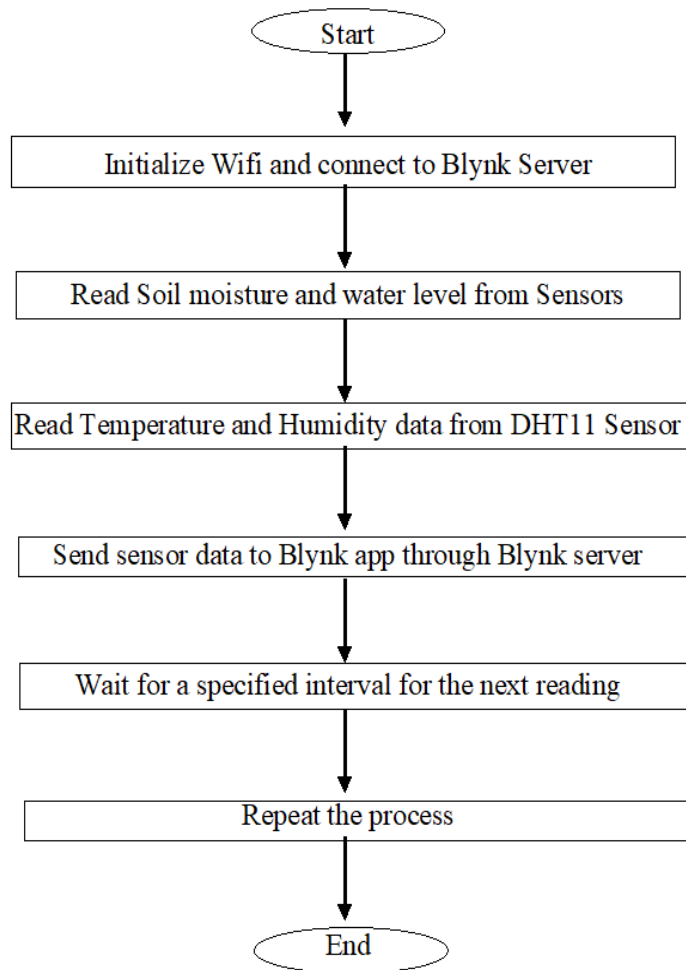 Start
Initialize Wifi and connect to Blynk Server
Read Soil moisture and water level from Sensors
Read Temperature and Humidity data from DHT11 Sensor
Send sensor data to Blynk app through Blynk server
Wait for a specified interval for the next reading
Repeat the process
End